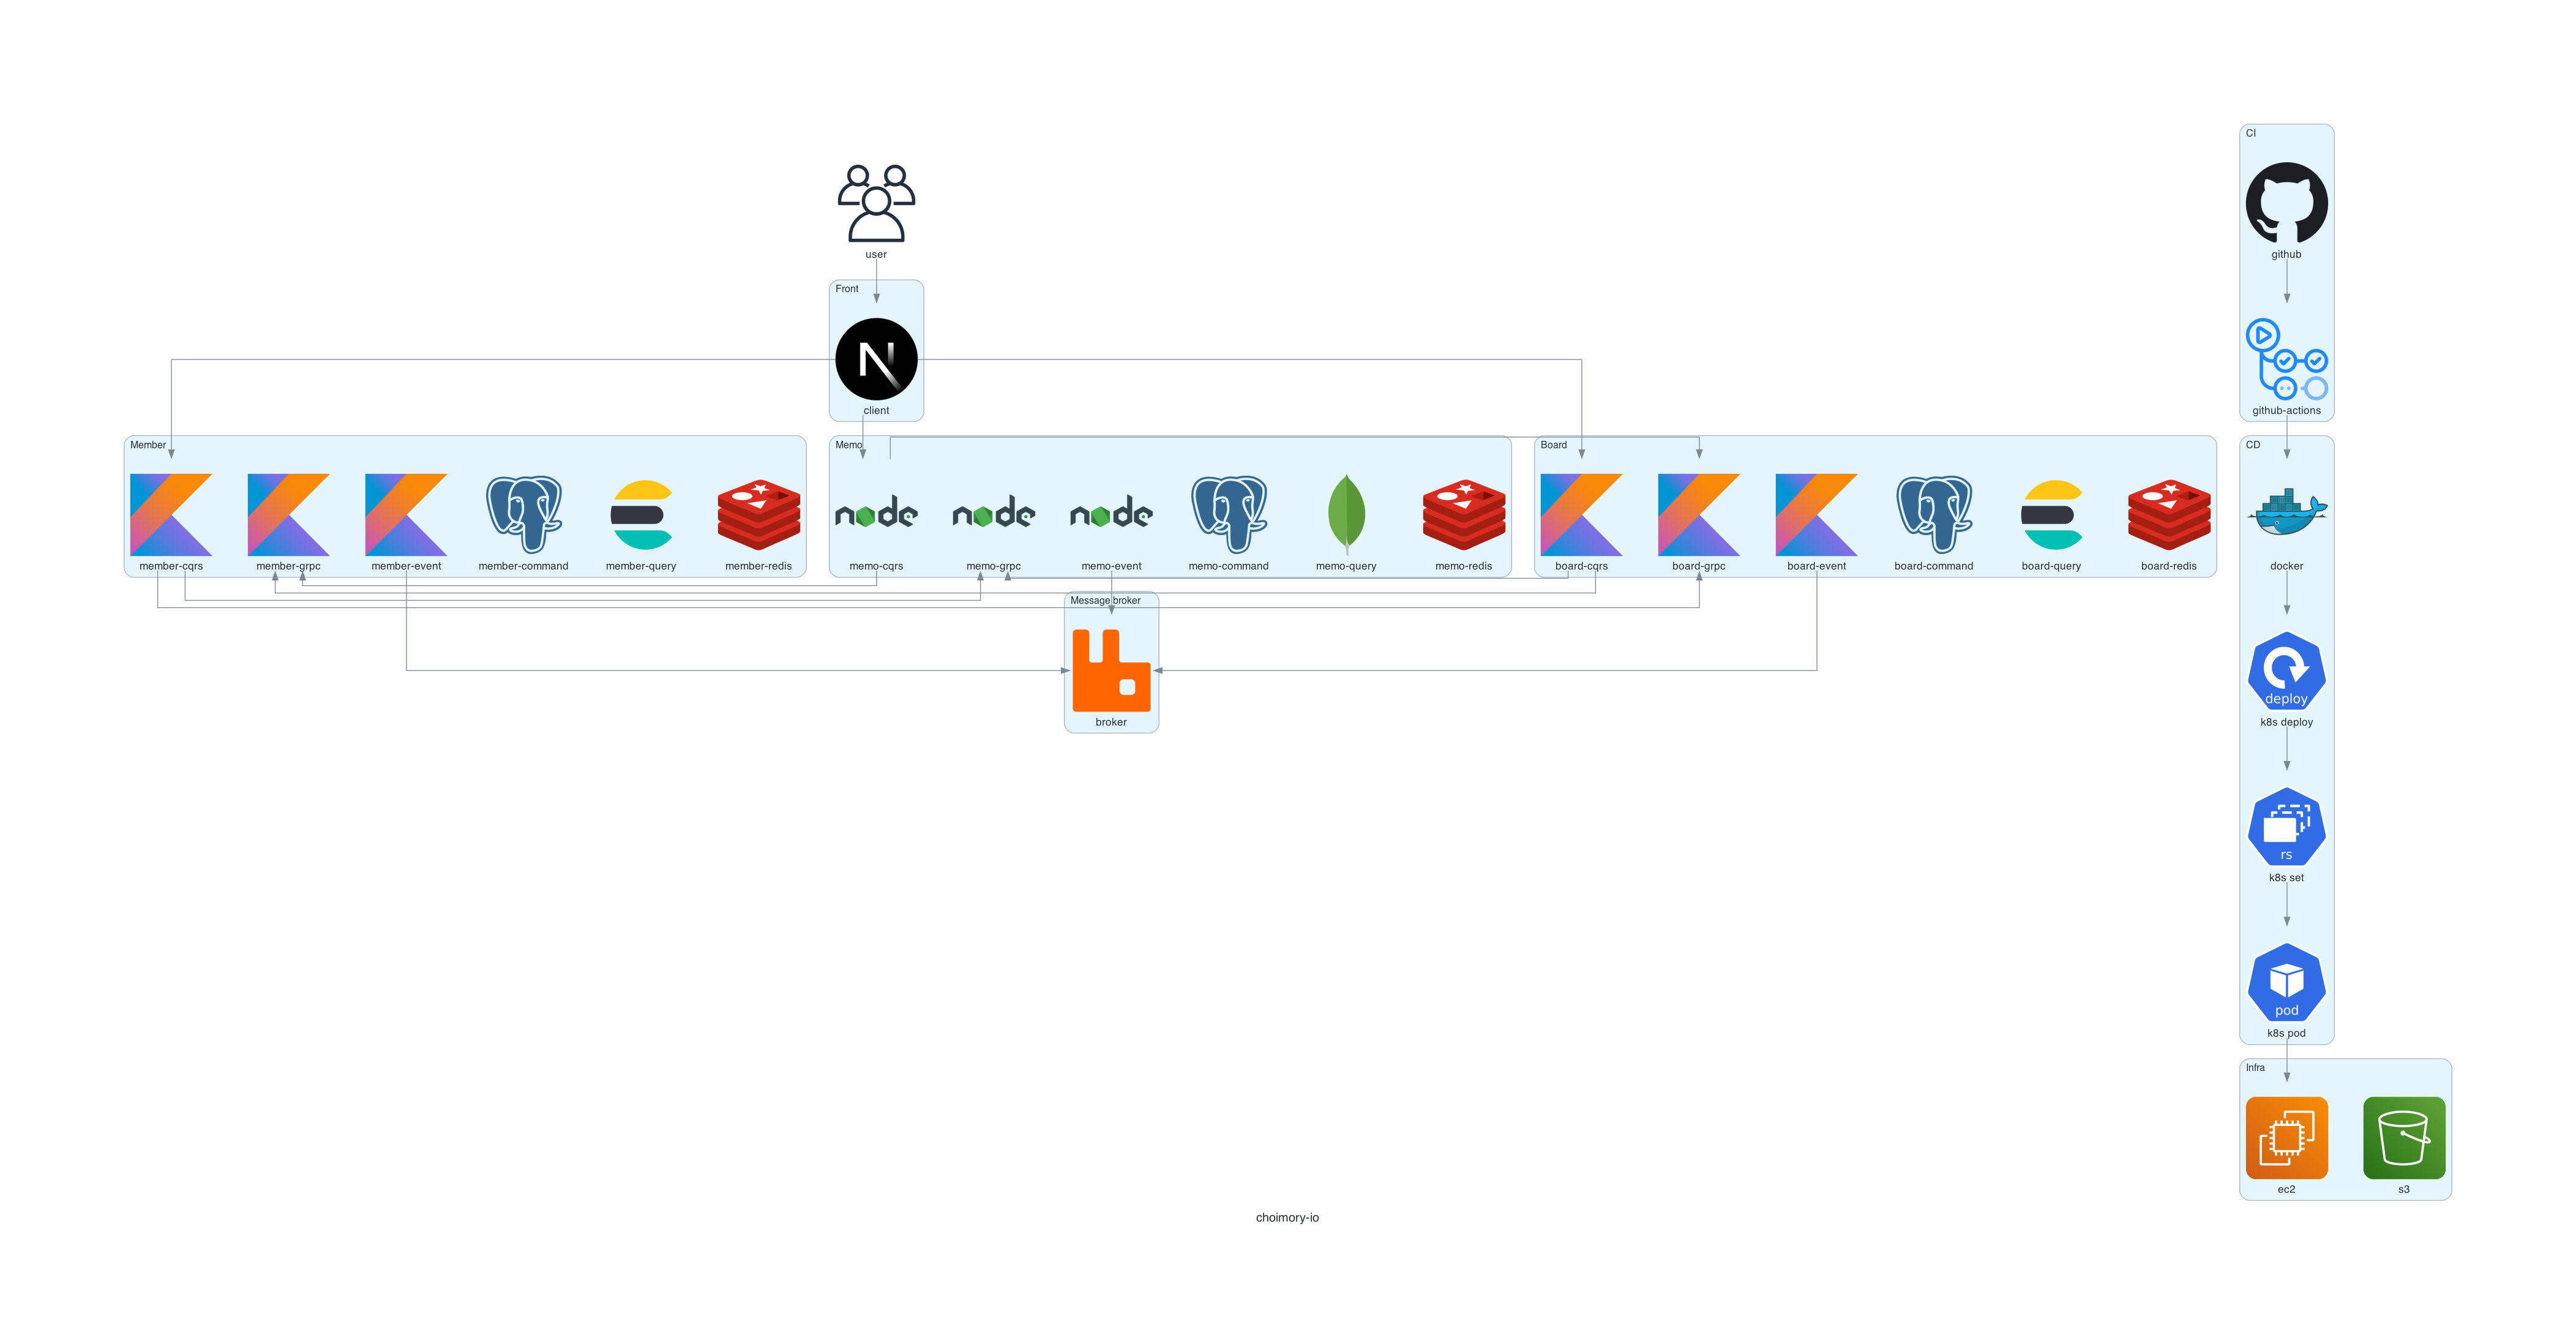 CI
user
github
Front
client
github-actions
Member
Memo
Board
CD
node
node
node
member-cqrs
member-grpc
member-event
member-command
member-query
member-redis
memo-cqrs
memo-grpc
memo-event
memo-command
memo-query
memo-redis
board-cqrs
board-grpc
board-event
board-command
board-query
board-redis
docker
Message broker
broker
deploy
k8s deploy
rs
k8s set
pod
k8s pod
Infra
ec2
s3
choimory-io